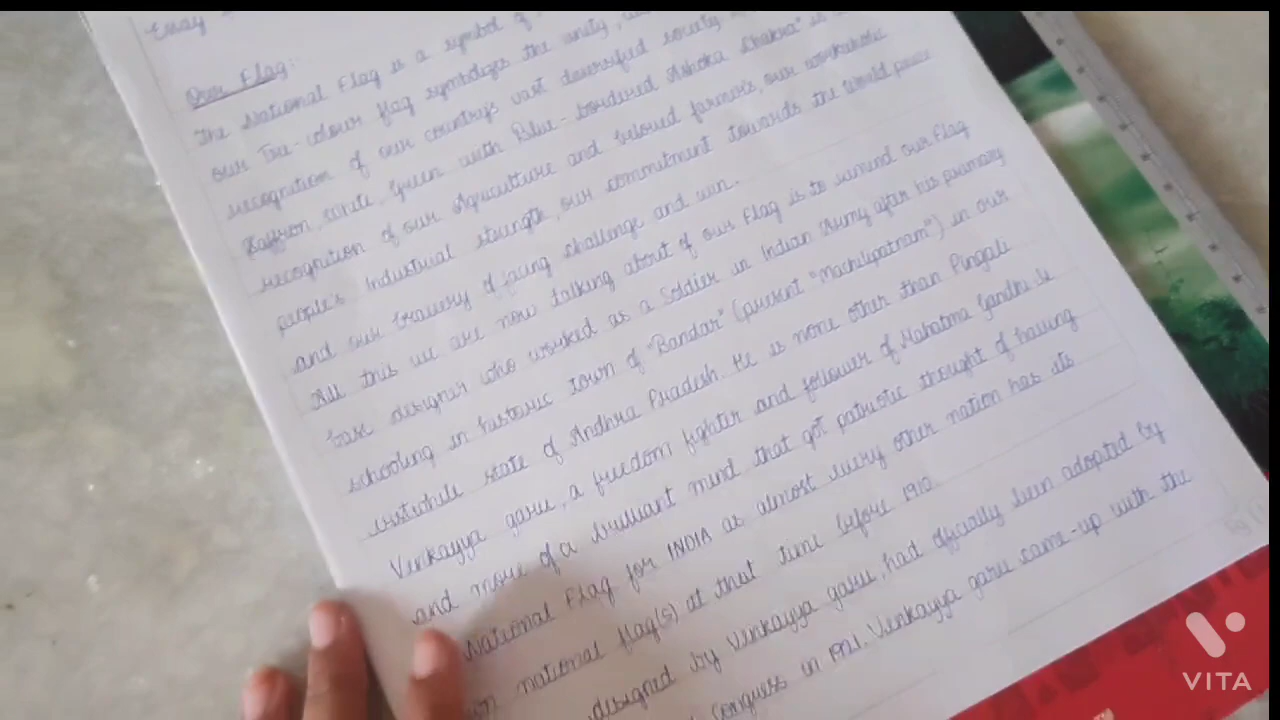 Essay
Our Flag:
The National Flag is a symbol of
our Tri-colour flag symbolizes the unity,
recognition of our countrys vast diversified society
Saffron, white, Green with Blue-bordered Ashoka Chakra" is
recognition of our Agriculture and beloved farmers, our workaholic
people's Industrial strength, our commitment towards the world peace
and our bravery of facing challenge and win.
All this we are now talking about of our Flag is to remind our Flag
base designer who worked as a Soldier in Indian Army after his primary
schooling in historic town of "Bandar" (present "Machilipatnam") in our
state of Andhra Pradesh. He is none other than Pingali
Venkayya garu, a freedom fighter and follower of Mahatma Gandhi Ji
and more of a brilliant mind that got patriotic thought of having
National Flag for INDIA as almost every other nation has its
own national flag(s) at that time before 1910
designed by Venkayya garu, had officially been adopted by
Congress in 1921. Venkayya garu came-up with the
VITA